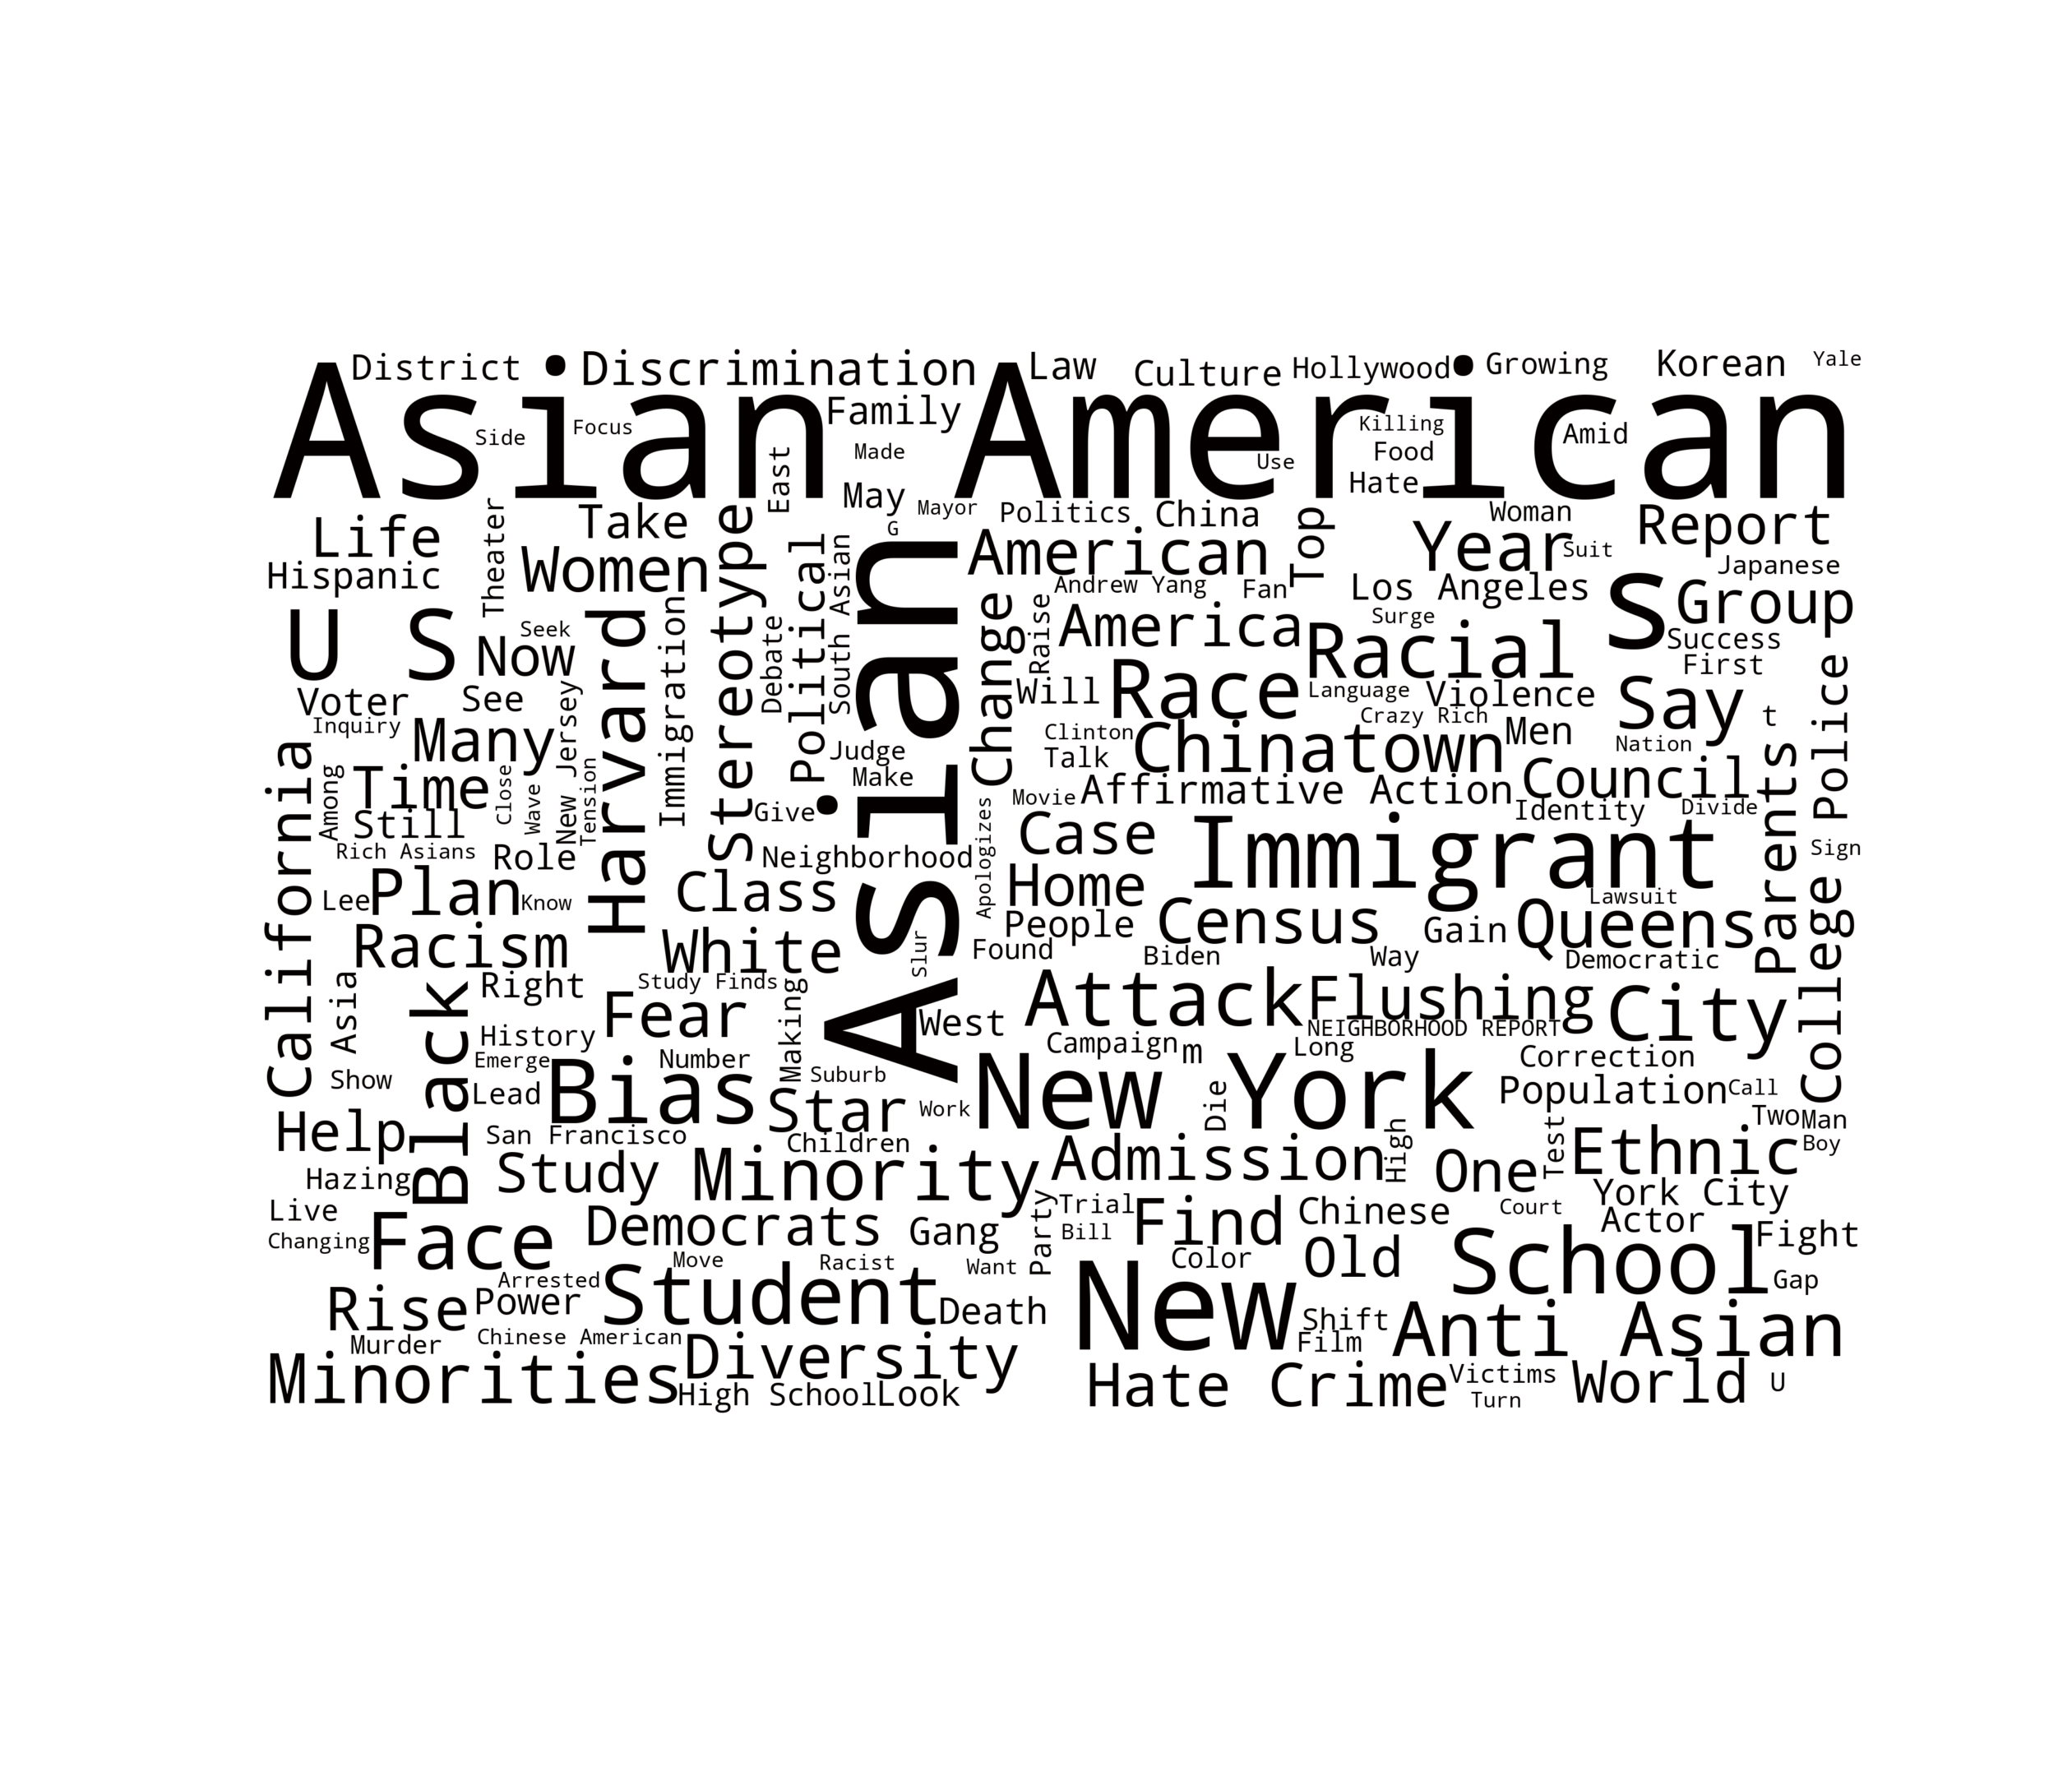 District
Discrimination
Law
Culture
Hollywood
Growing
Korean
Yale
Asian American
Family
Side
Focus
Made
Killing
Food
Amid
Use
Hate
East
May
Mayor
G
Politics
China
Woman
Report
Life
Theater
Take
Stereotype
American
Top
Year
Suit
Hispanic
Women
Political
South Asian
Asian
Japanese
Andrew Yang
Fan
Los Angeles
s
Group
U S
Seek
Now
Harvard
Immigration
Debate
Change
Raise
America
Surge
Racial
Success
First
Voter
See
Will
Race
Language
Violence
Say
t
Police
Inquiry
Many
New Jersey
Judge
Clinton
Crazy Rich
Men
Nation
Talk
Chinatown
California
Among
Time
Close
Wave
Tension
Make
Movie
Affirmative Action
Council
Parents
Still
Give
Apologizes
Identity
Divide
Rich Asians
Role
Neighborhood
Case
Immigrant
Sign
Lee
Plan
Know
Class
Home
Lawsuit
College
People
Census
Gain
Queens
Racism
White
Slur
Found
Biden
Way
Democratic
Asia
Black
Right
Study Finds
Making
Attack
Flushing
City
History
Fear
West
NEIGHBORHOOD REPORT
Emerge
Number
Campaign
m
Long
Correction
Show
Lead
Bias
Suburb
Star
Work
New York
Die
Population
Call
Two
Man
Help
San Francisco
Children
High
Test
Ethnic
Boy
Hazing
Study
Minority
Admission
One
York City
Live
Party
Trial
Chinese
Court
Actor
Changing
Face
Democrats
Gang
Bill
Find
Fight
Move
Racist
Want
Color
Old
School
Gap
Arrested
Rise
Power
Student
Death
New
Shift
Film
Anti Asian
Murder
Chinese American
Diversity
Minorities
High School
Look
Hate Crime
Victims
Turn
World
U